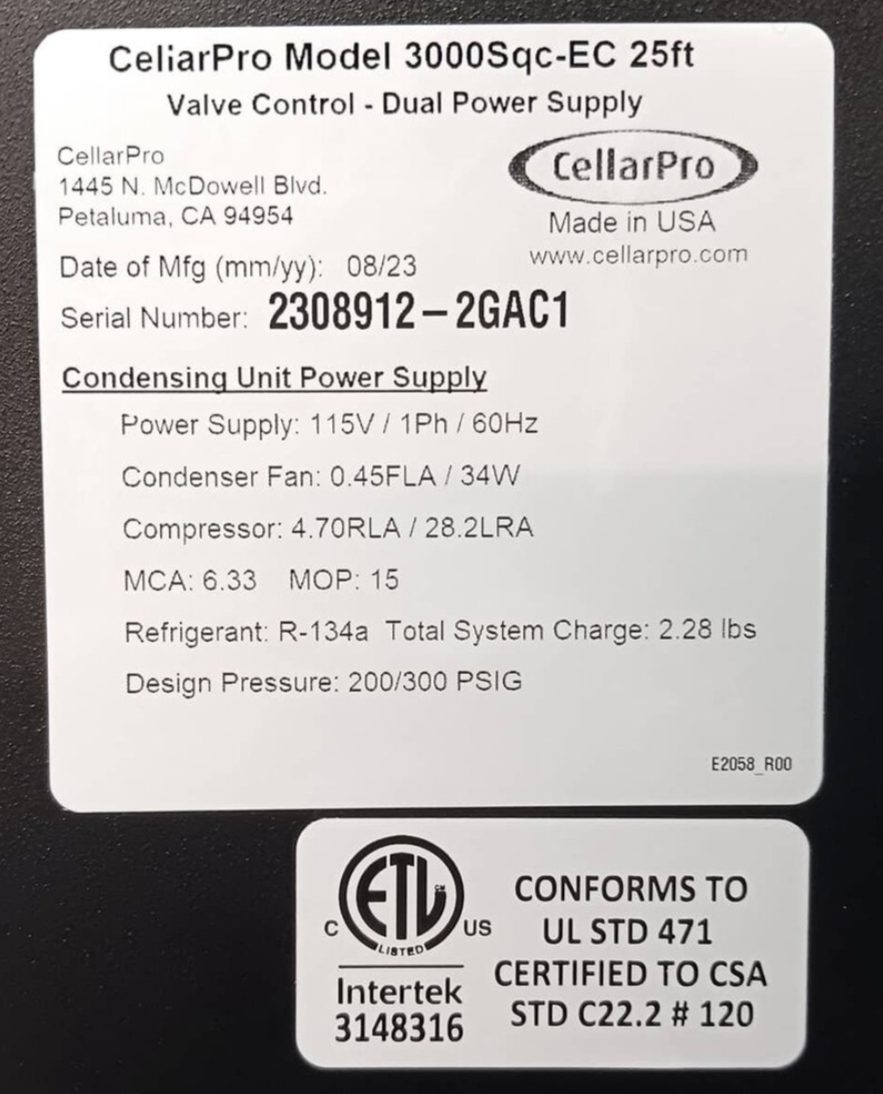 CellarPro Model 3000Sqc-EC 25ft
Valve Control - Dual Power Supply
CellarPro
1445 N. McDowell Blvd.
Petaluma, CA 94954
CellarPro
Made in USA
www.cellarpro.com
Date of Mfg (mm/yy): 08/23
Serial Number: 2308912-2GAC1
Condensing Unit Power Supply
Power Supply: 115V / 1Ph / 60Hz
Condenser Fan: 0.45FLA / 34W
Compressor: 4.70RLA / 28.2LRA
MCA: 6.33 MOP: 15
Refrigerant: R-134a Total System Charge: 2.28 lbs
Design Pressure: 200/300 PSIG
E2058_R00
ETL CM
C US
LISTED
Intertek
3148316
CONFORMS TO
UL STD 471
CERTIFIED TO CSA
STD C22.2 # 120